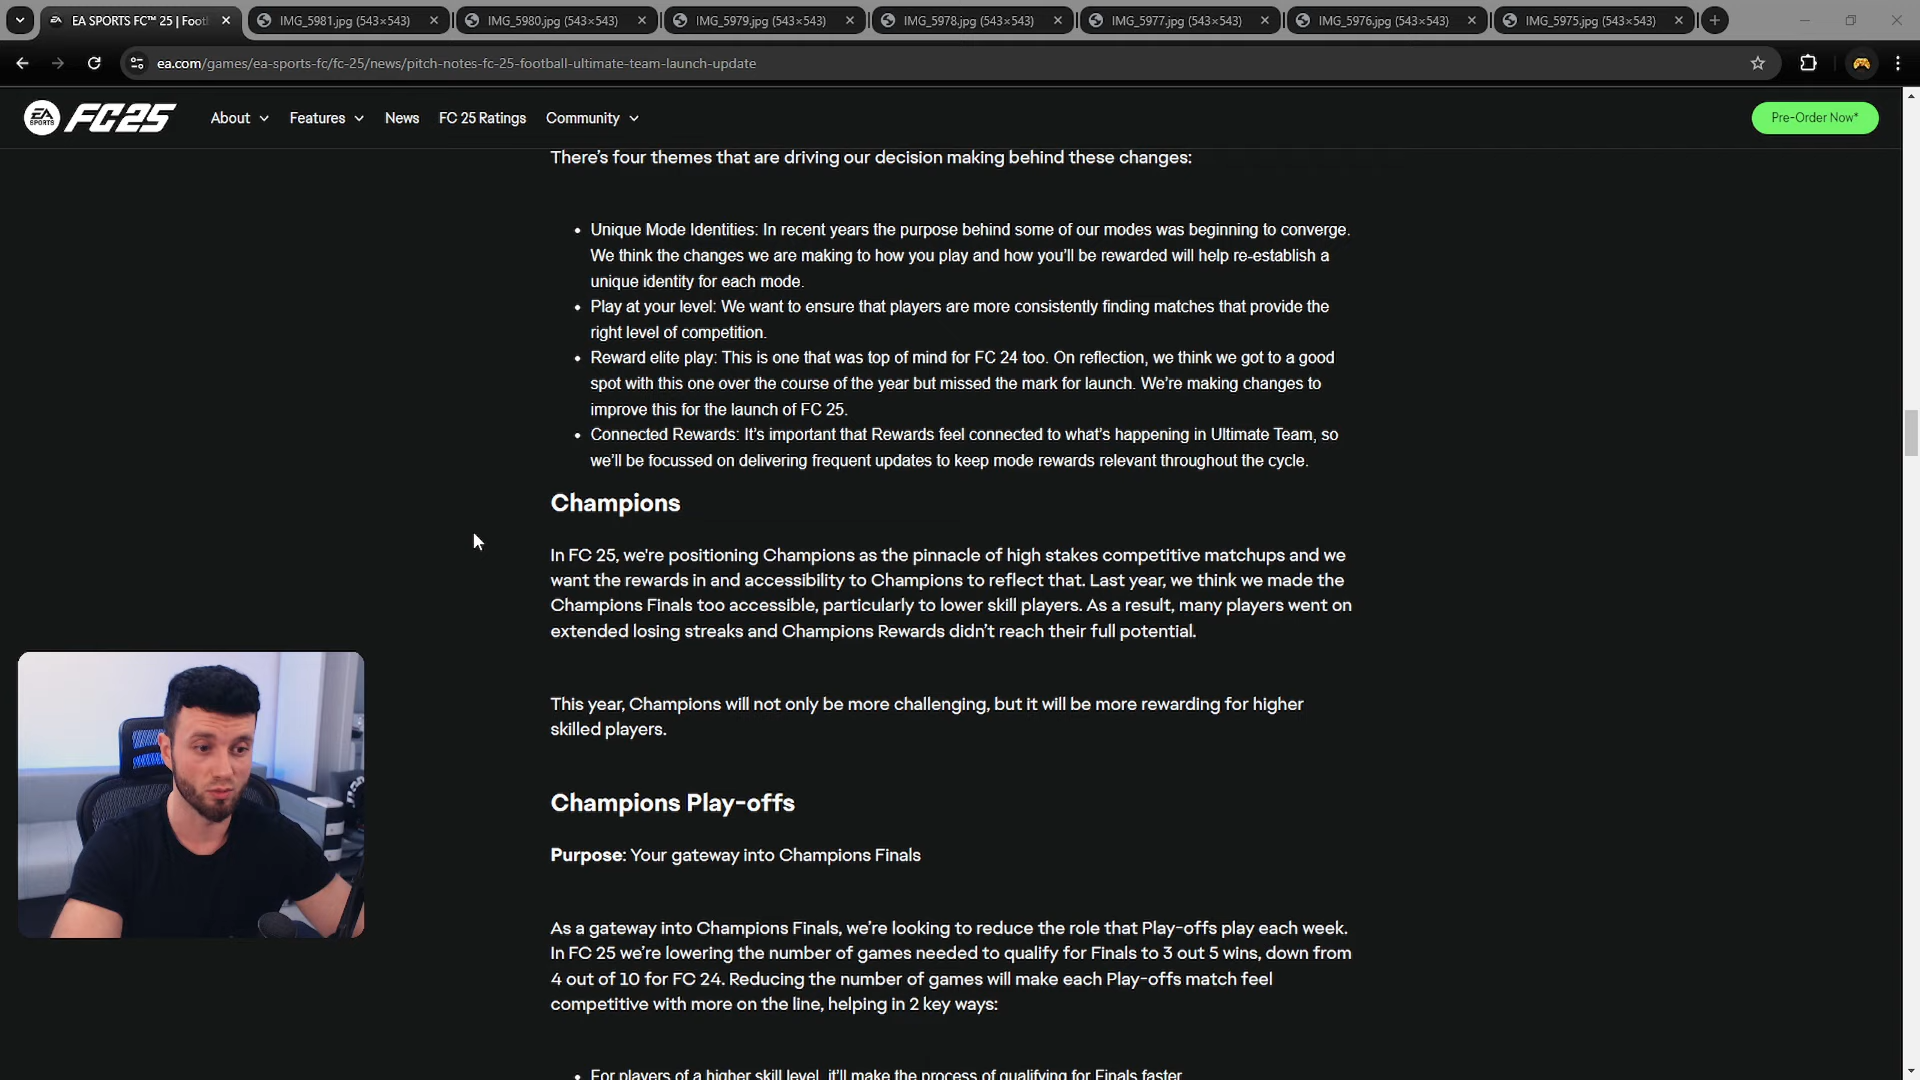 EA SPORTS FC™ 25 | Foot
IMG_5981.jpg (543×543)
IMG_5980.jpg (543×543)
IMG_5979.jpg (543×543)
IMG_5978.jpg (543×543)
IMG_5977.jpg (543×543)
IMG_5976.jpg (543×543)
IMG_5975.jpg (543×543)
ea.com/games/ea-sports-fc/fc-25/news/pitch-notes-fc-25-football-ultimate-team-launch-update
EA SPORTS FC25
About
Features
News
FC 25 Ratings
Community
Pre-Order Now*
There's four themes that are driving our decision making behind these changes:
• Unique Mode Identities: In recent years the purpose behind some of our modes was beginning to converge.
We think the changes we are making to how you play and how you'll be rewarded will help re-establish a
unique identity for each mode.
• Play at your level: We want to ensure that players are more consistently finding matches that provide the
right level of competition.
• Reward elite play: This is one that was top of mind for FC 24 too. On reflection, we think we got to a good
spot with this one over the course of the year but missed the mark for launch. We're making changes to
improve this for the launch of FC 25.
• Connected Rewards: It's important that Rewards feel connected to what's happening in Ultimate Team, so
we'll be focussed on delivering frequent updates to keep mode rewards relevant throughout the cycle.
Champions
In FC 25, we're positioning Champions as the pinnacle of high stakes competitive matchups and we
want the rewards in and accessibility to Champions to reflect that. Last year, we think we made the
Champions Finals too accessible, particularly to lower skill players. As a result, many players went on
extended losing streaks and Champions Rewards didn't reach their full potential.
This year, Champions will not only be more challenging, but it will be more rewarding for higher
skilled players.
Champions Play-offs
Purpose: Your gateway into Champions Finals
As a gateway into Champions Finals, we're looking to reduce the role that Play-offs play each week.
In FC 25 we're lowering the number of games needed to qualify for Finals to 3 out 5 wins, down from
4 out of 10 for FC 24. Reducing the number of games will make each Play-offs match feel
competitive with more on the line, helping in 2 key ways:
• For players of a higher skill level, it'll make the process of qualifying for Finals faster